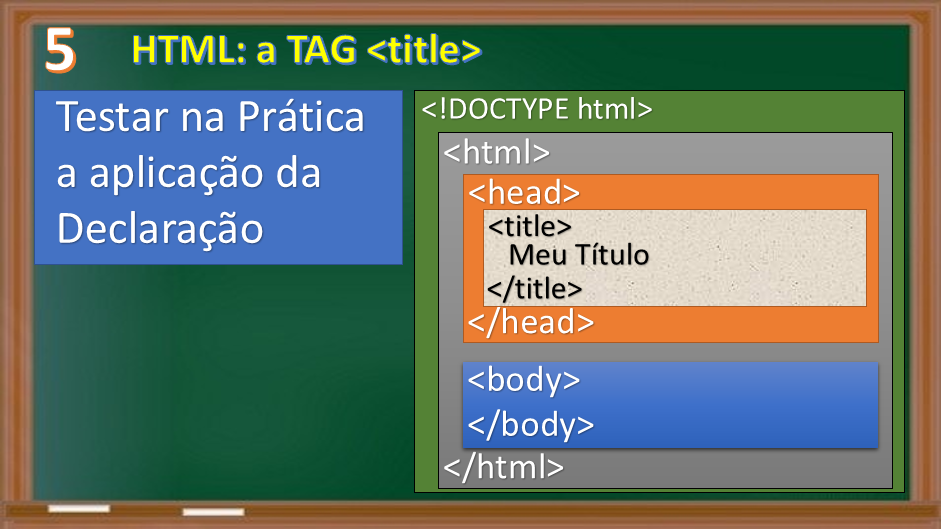 5 HTML: a TAG <title>
Testar na Prática
a aplicação da
Declaração
<!DOCTYPE html>
<html>
<head>
<title>
Meu Título
</title>
</head>
<body>
</body>
</html>